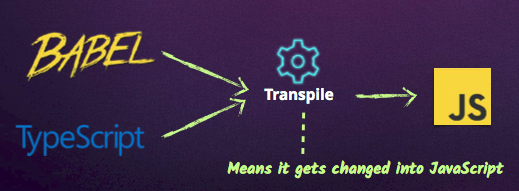 BABEL
TypeScript
Transpile
JS
Means it gets changed into JavaScript